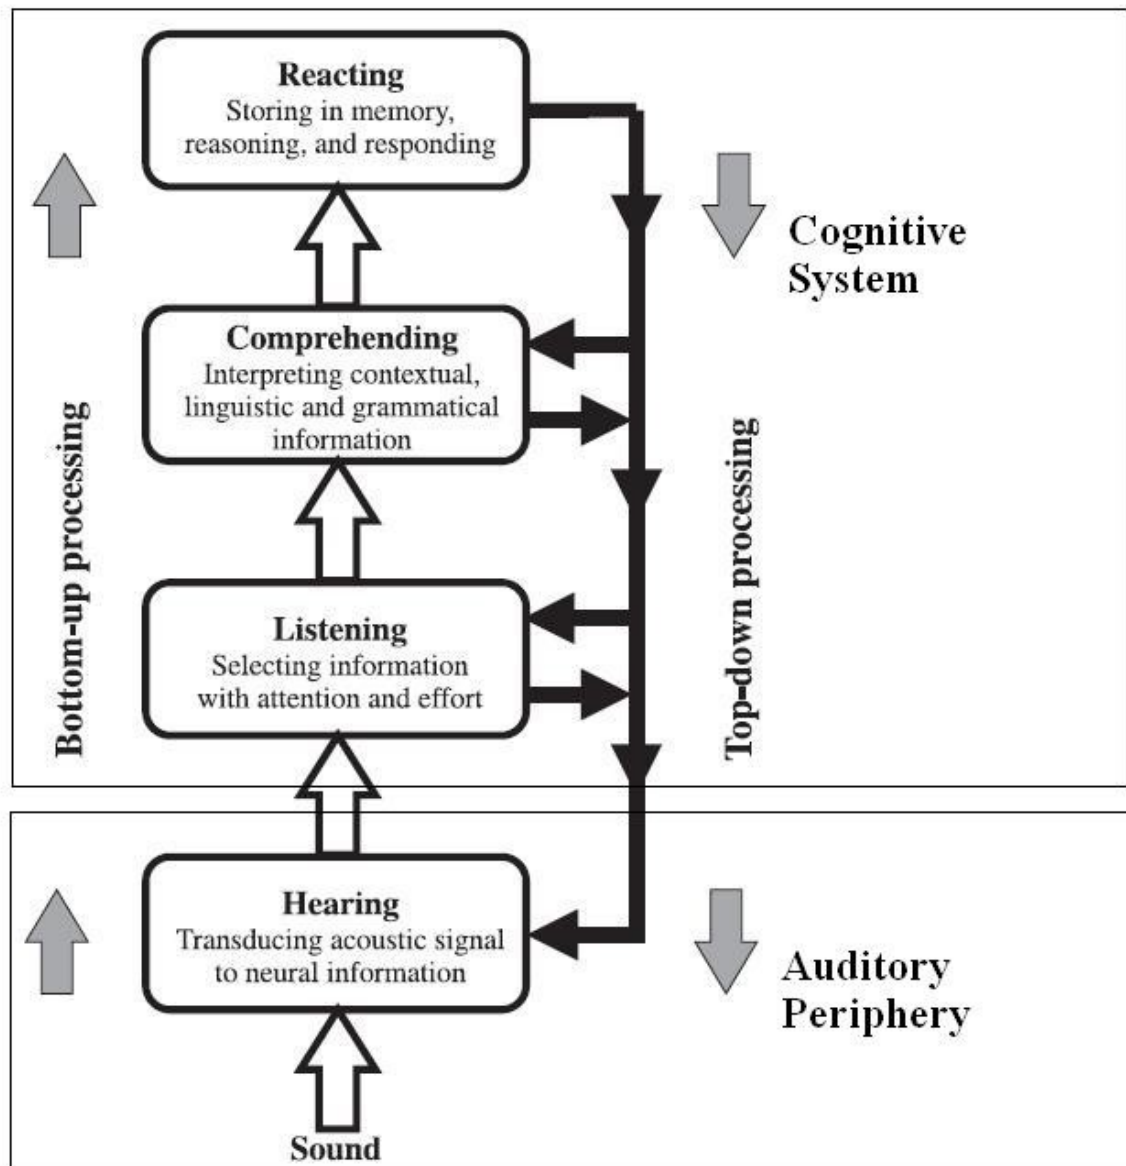 Reacting
Storing in memory,
reasoning, and responding
Cognitive
System
Comprehending
Interpreting contextual,
linguistic and grammatical
information
Bottom-up processing
Top-down processing
Listening
Selecting information
with attention and effort
Hearing
Transducing acoustic signal
to neural information
Auditory
Periphery
Sound